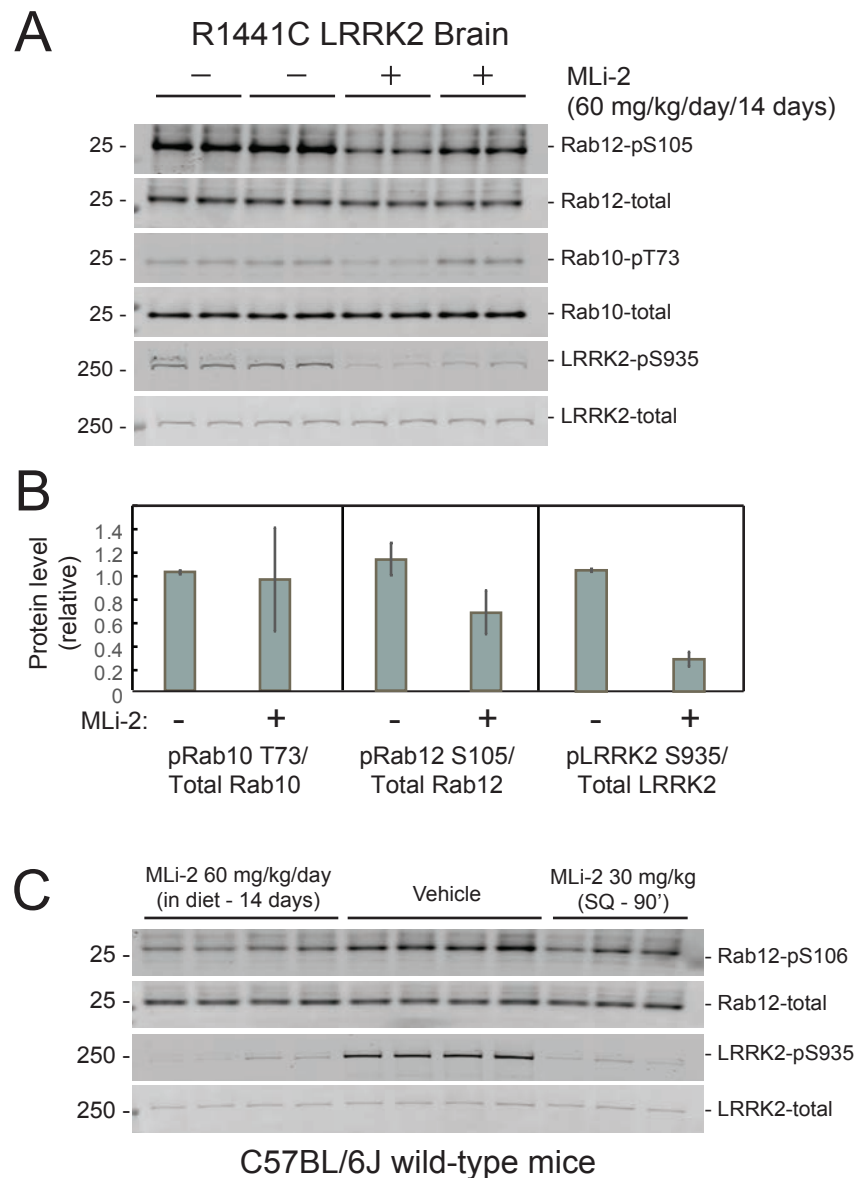 A
R1441C LRRK2 Brain
– – + +
MLi-2
(60 mg/kg/day/14 days)
25 - - Rab12-pS105
25 - - Rab12-total
25 - - Rab10-pT73
25 - - Rab10-total
250 - - LRRK2-pS935
250 - - LRRK2-total
B
Protein level
(relative)
1.4
1.2
1.0
0.8
0.6
0.4
0.2
0
MLi-2: - + - + - +
pRab10 T73/
Total Rab10
pRab12 S105/
Total Rab12
pLRRK2 S935/
Total LRRK2
C
MLi-2 60 mg/kg/day
(in diet - 14 days)
Vehicle
MLi-2 30 mg/kg
(SQ - 90')
25 - - Rab12-pS106
25 - - Rab12-total
250 - - LRRK2-pS935
250 - - LRRK2-total
C57BL/6J wild-type mice